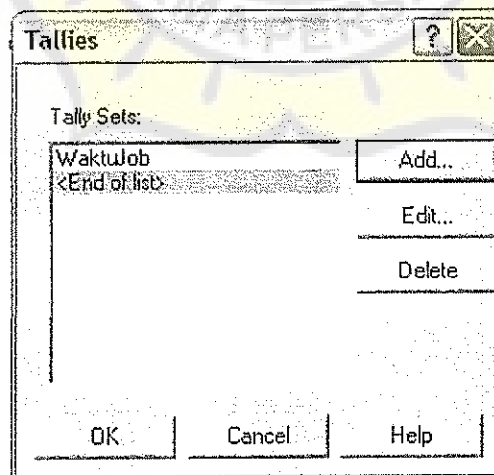 Tallies
?
Tally Sets:
WaktuJob
<End of list>
Add...
Edit...
Delete
OK
Cancel
Help